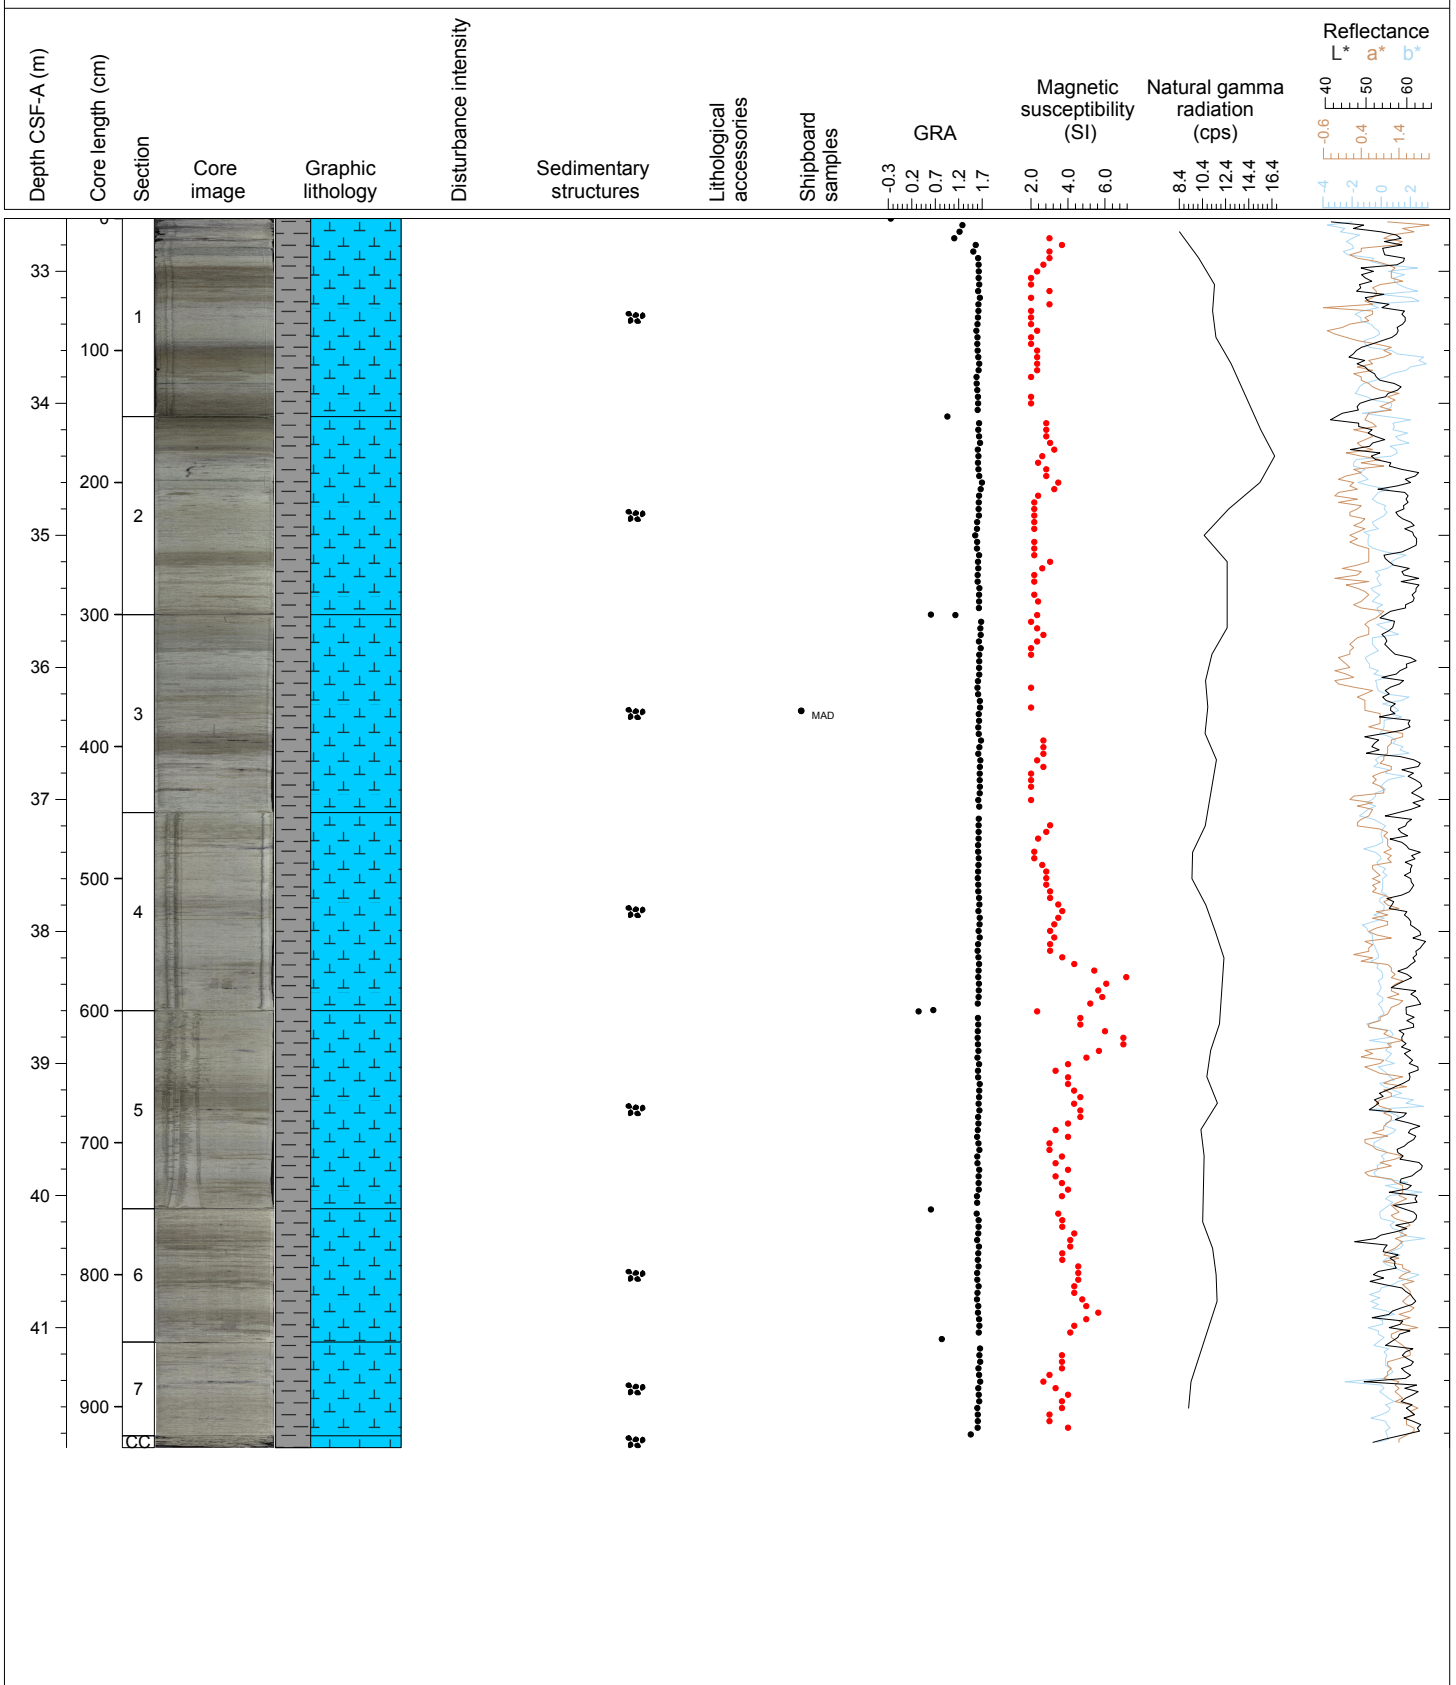 Depth CSF-A (m)
Core length (cm)
Section
Core
image
Graphic
lithology
Disturbance intensity
Sedimentary
structures
Lithological
accessories
Shipboard
samples
GRA
-0.3 0.2 0.7 1.2 1.7
Magnetic
susceptibility
(SI)
2.0 4.0 6.0
Natural gamma
radiation
(cps)
8.4 10.4 12.4 14.4 16.4
Reflectance
L* a* b*
40 50 60
-0.6 0.4 1.4
-4 -2 0 2
0
33
1
100
34
200
2
35
300
36
3
MAD
400
37
500
4
38
600
39
5
700
40
800
6
41
7
900
CC